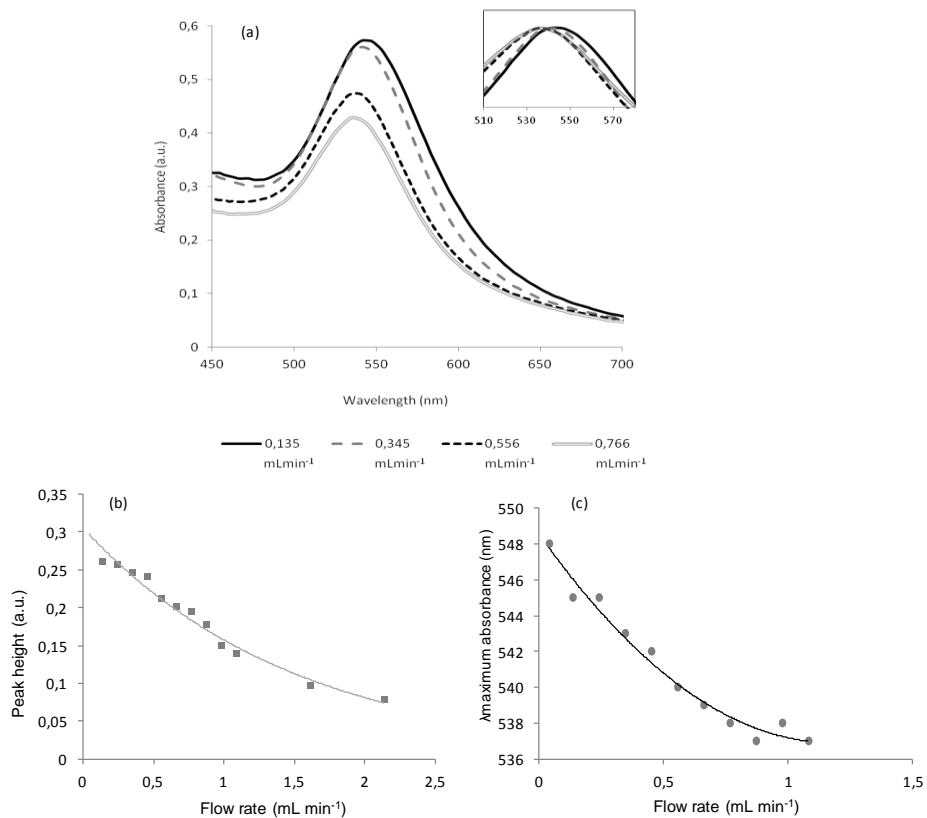 (a)
0,6
0,5
0,4
0,3
0,2
0,1
0
Absorbance (a.u.)
450 500 550 600 650 700
Wavelength (nm)
510 530 550 570
0,135 0,345 0,556 0,766
mLmin⁻¹ mLmin⁻¹ mLmin⁻¹ mLmin⁻¹
(b)
0,35
0,3
0,25
0,2
0,15
0,1
0,05
0
Peak height (a.u.)
0 0,5 1 1,5 2 2,5
Flow rate (mL min⁻¹)
(c)
550
548
546
544
542
540
538
536
λmaximum absorbance (nm)
0 0,5 1 1,5
Flow rate (mL min⁻¹)